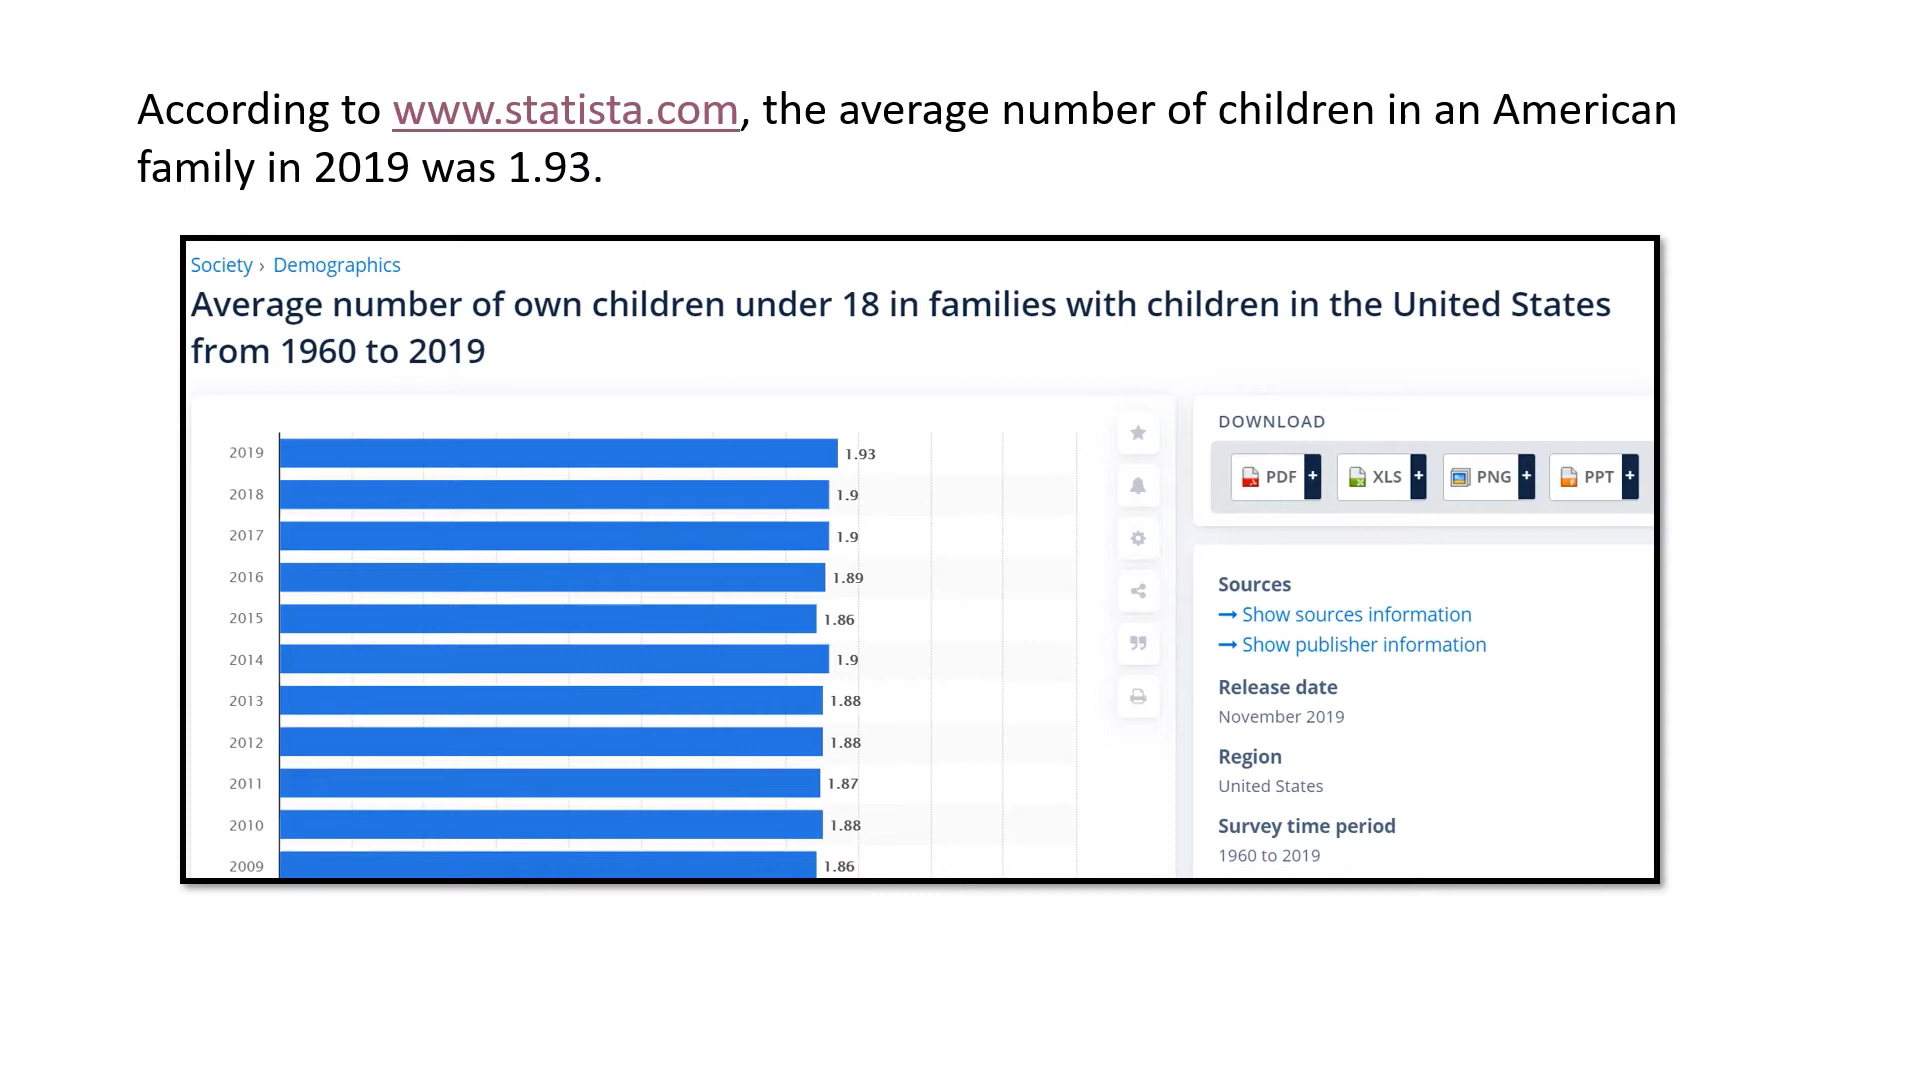 According to www.statista.com, the average number of children in an American
family in 2019 was 1.93.
Society › Demographics
Average number of own children under 18 in families with children in the United States
from 1960 to 2019
2019 1.93
2018 1.9
2017 1.9
2016 1.89
2015 1.86
2014 1.9
2013 1.88
2012 1.88
2011 1.87
2010 1.88
2009 1.86
DOWNLOAD
PDF + XLS + PNG + PPT +
Sources
→ Show sources information
→ Show publisher information
Release date
November 2019
Region
United States
Survey time period
1960 to 2019